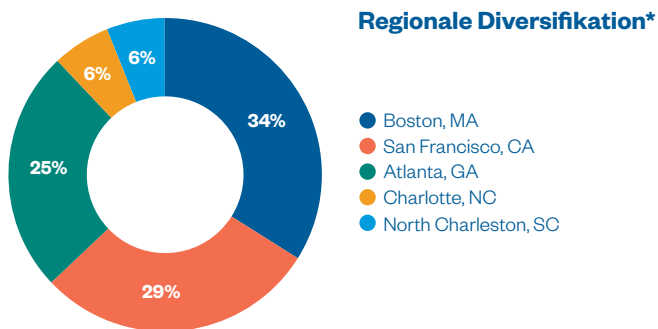 Regionale Diversifikation*
6%
6%
34%
25%
29%
Boston, MA
San Francisco, CA
Atlanta, GA
Charlotte, NC
North Charleston, SC